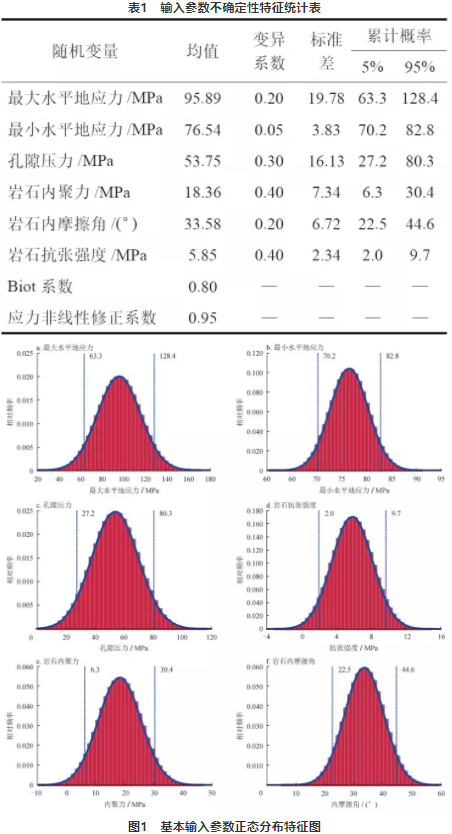 表1 输入参数不确定性特征统计表
随机变量 均值 变异系数 标准差 累计概率
5% 95%
最大水平地应力/MPa 95.89 0.20 19.78 63.3 128.4
最小水平地应力/MPa 76.54 0.05 3.83 70.2 82.8
孔隙压力/MPa 53.75 0.30 16.13 27.2 80.3
岩石内聚力/MPa 18.36 0.40 7.34 6.3 30.4
岩石内摩擦角/(°) 33.58 0.20 6.72 22.5 44.6
岩石抗张强度/MPa 5.85 0.40 2.34 2.0 9.7
Biot 系数 0.80 — — — —
应力非线性修正系数 0.95 — — — —
a. 最大水平地应力
63.3 128.4
0.025
0.020
0.015
0.010
0.005
0
相对频率
20 40 60 80 100 120 140 160 180
最大水平地应力/MPa
b. 最小水平地应力
70.2 82.8
0.120
0.100
0.080
0.060
0.040
0.020
0
相对频率
60 65 70 75 80 85 90 95
最小水平地应力/MPa
c. 孔隙压力
27.2 80.3
0.025
0.020
0.015
0.010
0.005
相对频率
0 20 40 60 80 100 120
孔隙压力/MPa
d. 岩石抗张强度
2.0 9.7
0.180
0.160
0.140
0.120
0.100
0.080
0.060
0.040
0.020
0
相对频率
-4 0 4 8 12 16
抗张强度/MPa
e. 岩石内聚力
6.3 30.4
0.060
0.050
0.040
0.030
0.020
0.010
0
相对频率
-10 0 10 20 30 40 50
内聚力/MPa
f. 岩石内摩擦角
22.5 44.6
0.060
0.050
0.040
0.030
0.020
0.010
相对频率
0 10 20 30 40 50 60
内摩擦角/(°)
图1 基本输入参数正态分布特征图